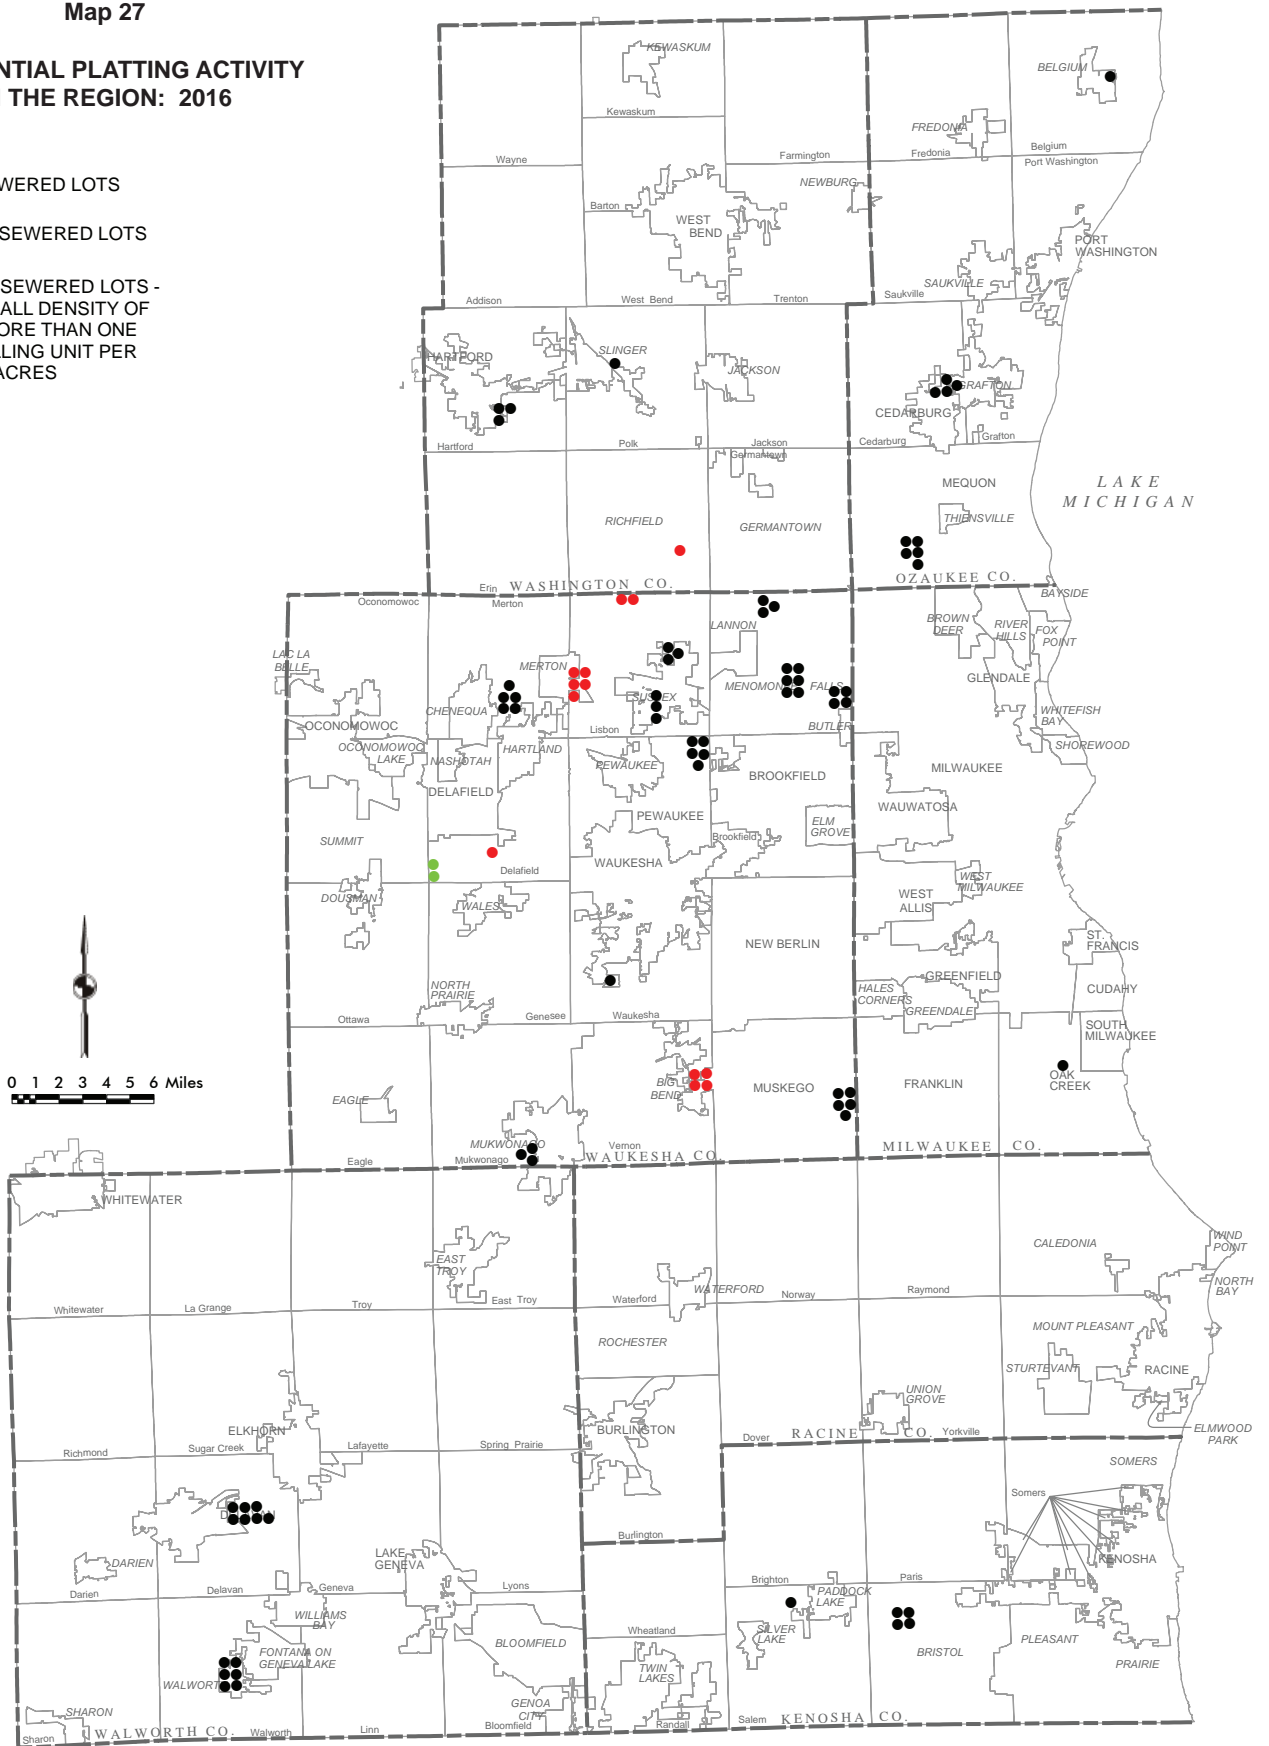 Map 27
NTIAL PLATTING ACTIVITY
THE REGION: 2016
WERED LOTS
SEWERED LOTS
SEWERED LOTS -
ALL DENSITY OF
ORE THAN ONE
LLING UNIT PER
ACRES
KEWASKUM
BELGIUM
Kewaskum
FREDONIA
Wayne
Farmington
Fredonia
Belgium
Port Washington
NEWBURG
Barton
WEST
BEND
PORT
WASHINGTON
SAUKVILLE
Addison
West Bend
Trenton
Saukville
HARTFORD
SLINGER
JACKSON
GRAFTON
CEDARBURG
Hartford
Polk
Jackson
Germantown
Cedarburg
Grafton
MEQUON
LAKE
MICHIGAN
THIENSVILLE
RICHFIELD
GERMANTOWN
Erin
WASHINGTON CO.
OZAUKEE CO.
Oconomowoc
Merton
BAYSIDE
LANNON
BROWN
DEER
RIVER
HILLS
FOX
POINT
LAC LA
BELLE
MERTON
GLENDALE
CHENEQUA
SUSSEX
MENOMONEE FALLS
WHITEFISH
BAY
OCONOMOWOC
Lisbon
BUTLER
OCONOMOWOC
LAKE
NASHOTAH
HARTLAND
PEWAUKEE
SHOREWOOD
BROOKFIELD
MILWAUKEE
DELAFIELD
PEWAUKEE
WAUWATOSA
SUMMIT
Brookfield
ELM
GROVE
WAUKESHA
Delafield
DOUSMAN
WALES
WEST
ALLIS
WEST
MILWAUKEE
NEW BERLIN
ST.
FRANCIS
GREENFIELD
NORTH
PRAIRIE
HALES
CORNERS
GREENDALE
CUDAHY
Ottawa
Genesee
Waukesha
SOUTH
MILWAUKEE
0 1 2 3 4 5 6 Miles
EAGLE
BIG
BEND
MUSKEGO
FRANKLIN
OAK
CREEK
MUKWONAGO
Vernon
Eagle
Mukwonago
WAUKESHA CO.
MILWAUKEE CO.
WHITEWATER
EAST
TROY
CALEDONIA
WIND
POINT
NORTH
BAY
WATERFORD
Whitewater
La Grange
Troy
East Troy
Waterford
Norway
Raymond
ROCHESTER
MOUNT PLEASANT
STURTEVANT
RACINE
UNION
GROVE
ELKHORN
BURLINGTON
Richmond
Sugar Creek
Lafayette
Spring Prairie
Dover
RACINE CO.
Yorkville
ELMWOOD
PARK
SOMERS
Somers
Burlington
LAKE
GENEVA
DARIEN
KENOSHA
Darien
Delavan
Geneva
Lyons
Brighton
Paris
PADDOCK
LAKE
WILLIAMS
BAY
BLOOMFIELD
Wheatland
SILVER
LAKE
BRISTOL
PLEASANT
PRAIRIE
FONTANA ON
GENEVA LAKE
WALWORTH
TWIN
LAKES
SHARON
GENOA
CITY
Sharon
WALWORTH CO.
Walworth
Linn
Bloomfield
Randall
Salem
KENOSHA CO.